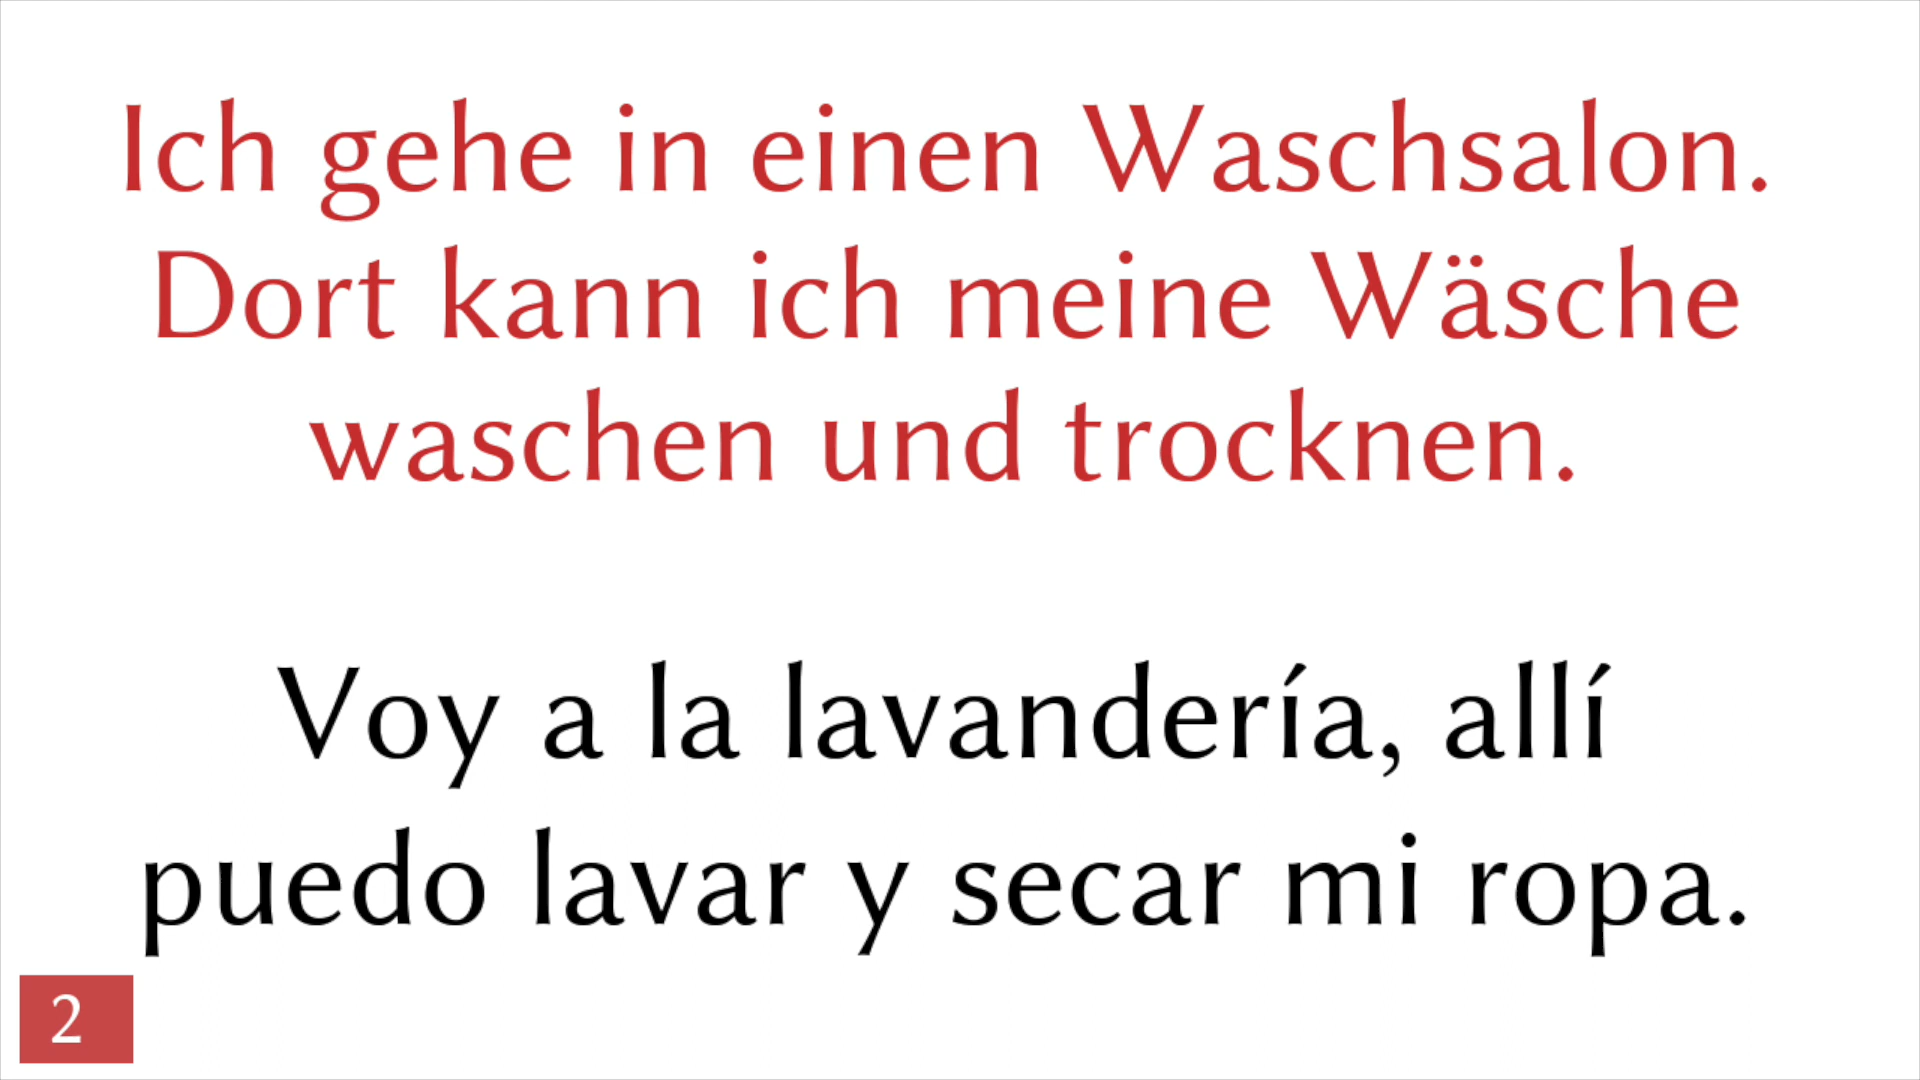 Ich gehe in einen Waschsalon.
Dort kann ich meine Wäsche
waschen und trocknen.
Voy a la lavandería, allí
puedo lavar y secar mi ropa.
2